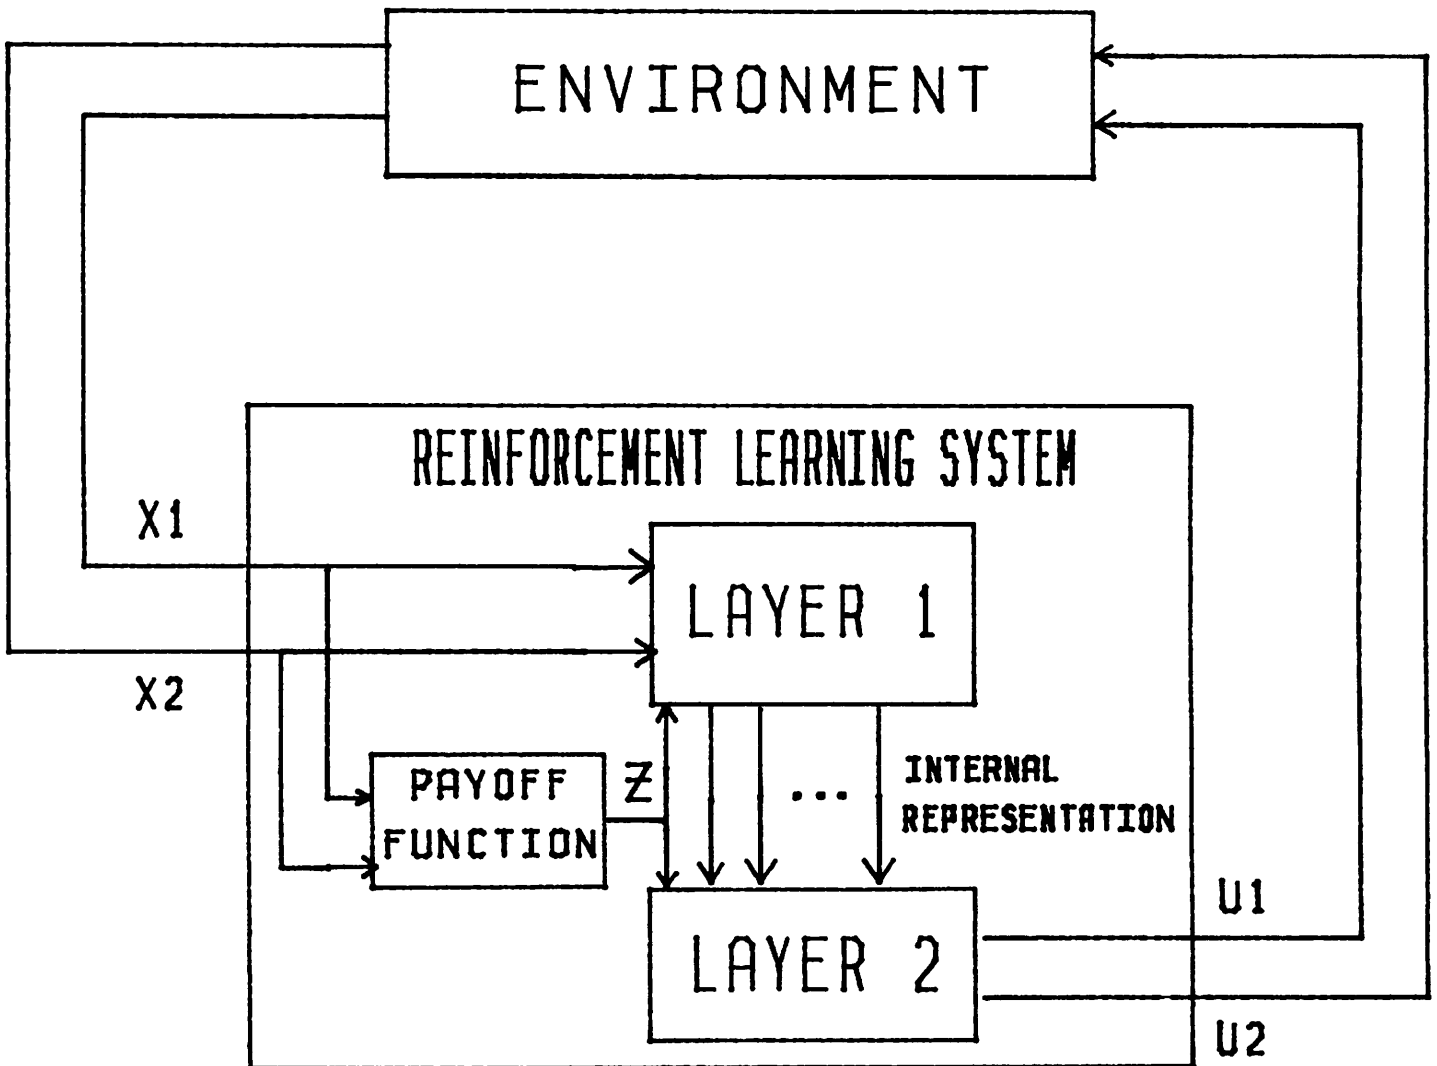 ENVIRONMENT
REINFORCEMENT LEARNING SYSTEM
X1
LAYER 1
X2
PAYOFF
FUNCTION
Z
...
INTERNAL
REPRESENTATION
LAYER 2
U1
U2